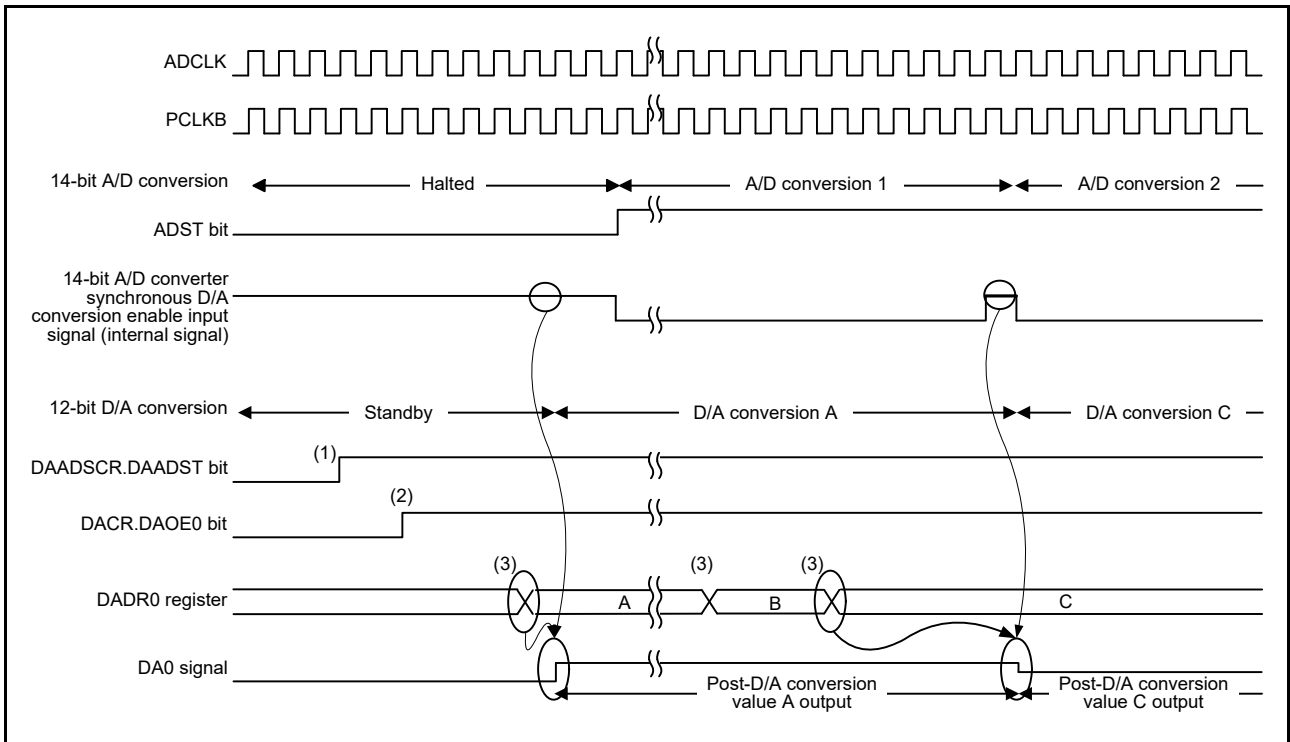 ADCLK
PCLKB
14-bit A/D conversion
Halted
A/D conversion 1
A/D conversion 2
ADST bit
14-bit A/D converter
synchronous D/A
conversion enable input
signal (internal signal)
12-bit D/A conversion
Standby
D/A conversion A
D/A conversion C
(1)
DAADSCR.DAADST bit
(2)
DACR.DAOE0 bit
(3)
(3)
(3)
DADR0 register
A
B
C
DA0 signal
Post-D/A conversion
value A output
Post-D/A conversion
value C output